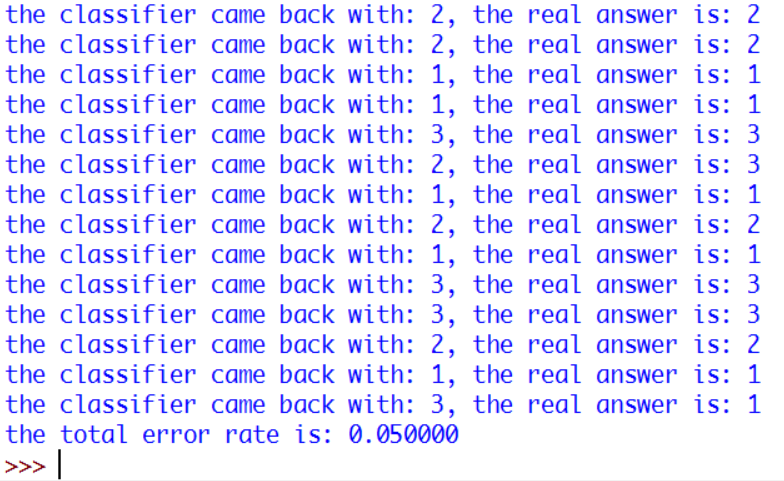 the classifier came back with: 2, the real answer is: 2
the classifier came back with: 2, the real answer is: 2
the classifier came back with: 1, the real answer is: 1
the classifier came back with: 1, the real answer is: 1
the classifier came back with: 3, the real answer is: 3
the classifier came back with: 2, the real answer is: 3
the classifier came back with: 1, the real answer is: 1
the classifier came back with: 2, the real answer is: 2
the classifier came back with: 1, the real answer is: 1
the classifier came back with: 3, the real answer is: 3
the classifier came back with: 3, the real answer is: 3
the classifier came back with: 2, the real answer is: 2
the classifier came back with: 1, the real answer is: 1
the classifier came back with: 3, the real answer is: 1
the total error rate is: 0.050000
>>>